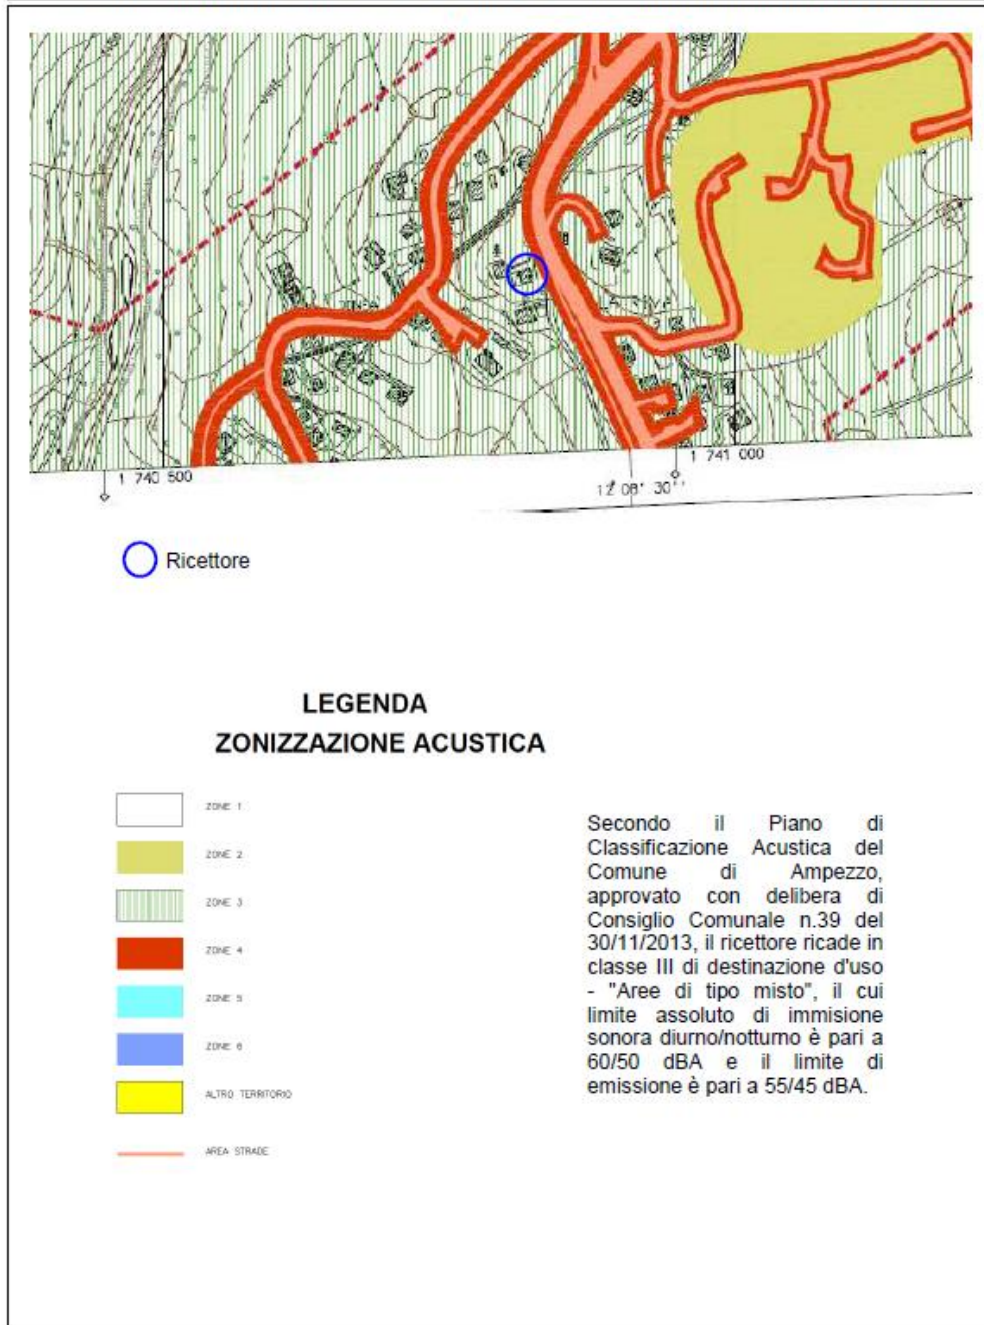 1 740 500
1 741 000
12 08' 30''
Ricettore
LEGENDA
ZONIZZAZIONE ACUSTICA
ZONE 1
ZONE 2
ZONE 3
ZONE 4
ZONE 5
ZONE 6
ALTRO TERRITORIO
AREA STRADE
Secondo il Piano di
Classificazione Acustica del
Comune di Ampezzo,
approvato con delibera di
Consiglio Comunale n.39 del
30/11/2013, il ricettore ricade in
classe III di destinazione d'uso
- "Aree di tipo misto", il cui
limite assoluto di immisione
sonora diurno/notturno è pari a
60/50 dBA e il limite di
emissione è pari a 55/45 dBA.